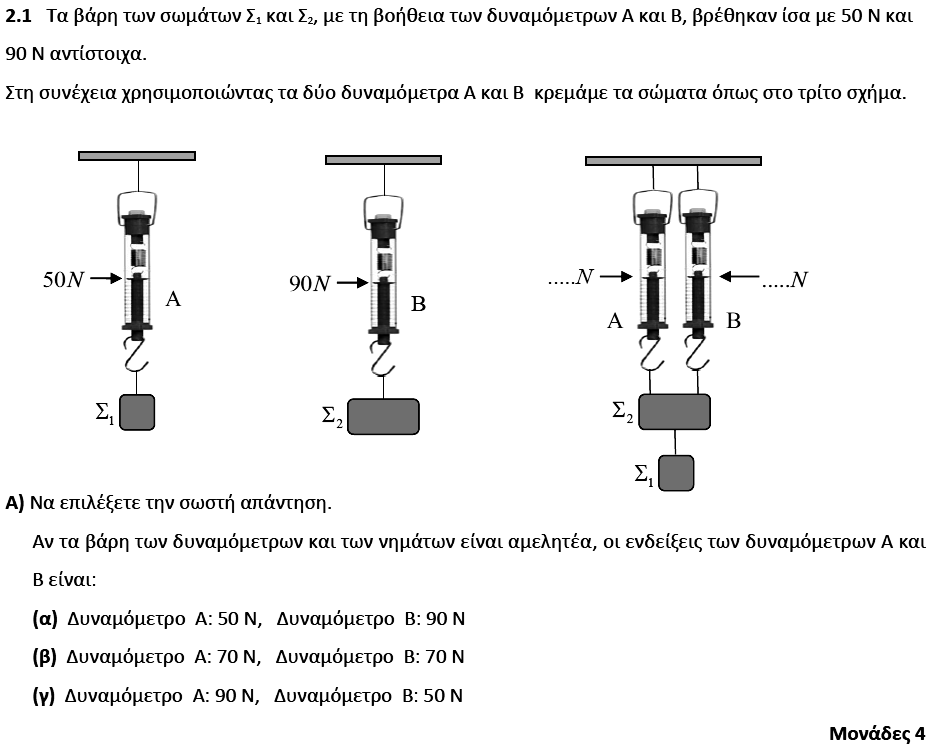 2.1 Τα βάρη των σωμάτων Σ₁ και Σ₂, με τη βοήθεια των δυναμόμετρων Α και Β, βρέθηκαν ίσα με 50 Ν και
90 Ν αντίστοιχα.
Στη συνέχεια χρησιμοποιώντας τα δύο δυναμόμετρα Α και Β κρεμάμε τα σώματα όπως στο τρίτο σχήμα.
50N
A
Σ₁
90N
B
Σ₂
.....N
.....N
A
B
Σ₂
Σ₁
Α) Να επιλέξετε την σωστή απάντηση.
Αν τα βάρη των δυναμόμετρων και των νημάτων είναι αμελητέα, οι ενδείξεις των δυναμόμετρων Α και
Β είναι:
(α) Δυναμόμετρο Α: 50 Ν, Δυναμόμετρο Β: 90 Ν
(β) Δυναμόμετρο Α: 70 Ν, Δυναμόμετρο Β: 70 Ν
(γ) Δυναμόμετρο Α: 90 Ν, Δυναμόμετρο Β: 50 Ν
Μονάδες 4